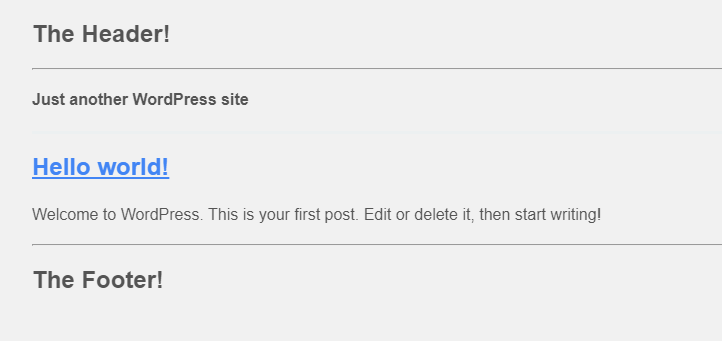 The Header!
Just another WordPress site
Hello world!
Welcome to WordPress. This is your first post. Edit or delete it, then start writing!
The Footer!